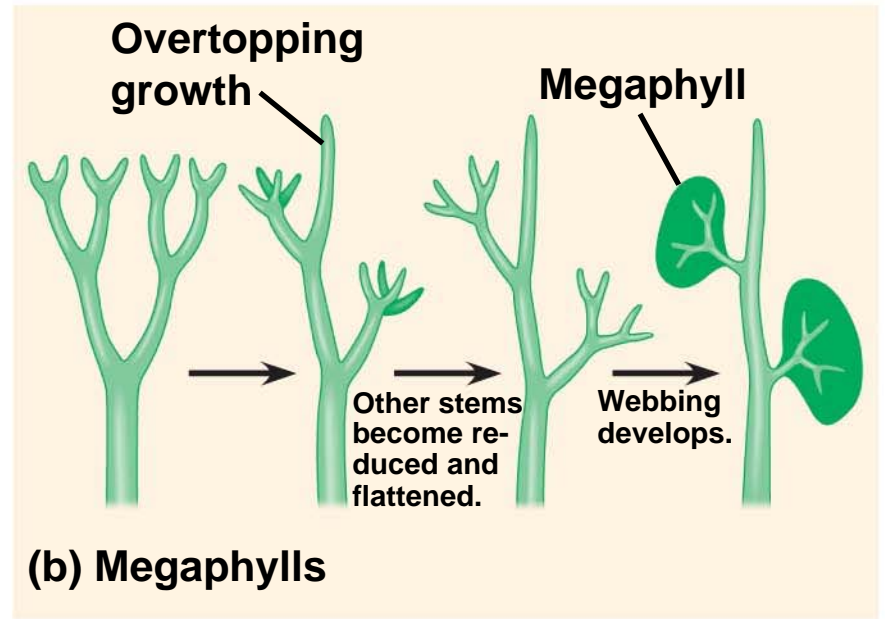 Overtopping
growth
Megaphyll
Other stems
become re-
duced and
flattened.
Webbing
develops.
(b) Megaphylls